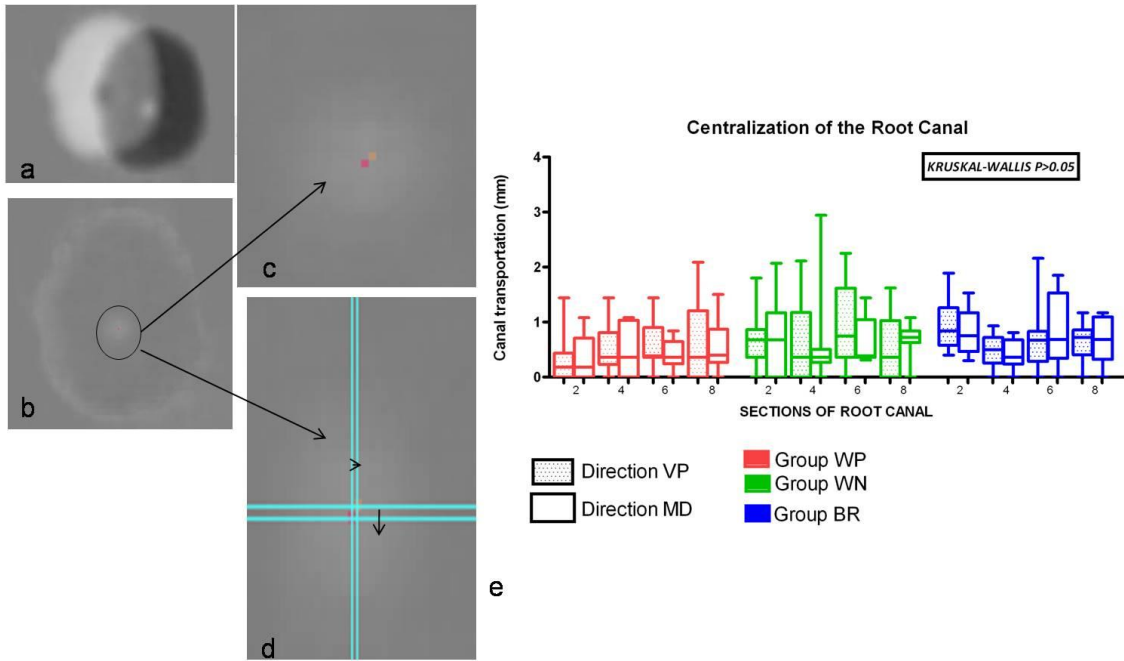 a
b
c
d
e
Centralization of the Root Canal
KRUSKAL-WALLIS P>0.05
Canal transportation (mm)
4
3
2
1
0
2 4 6 8 2 4 6 8 2 4 6 8
SECTIONS OF ROOT CANAL
Direction VP
Direction MD
Group WP
Group WN
Group BR